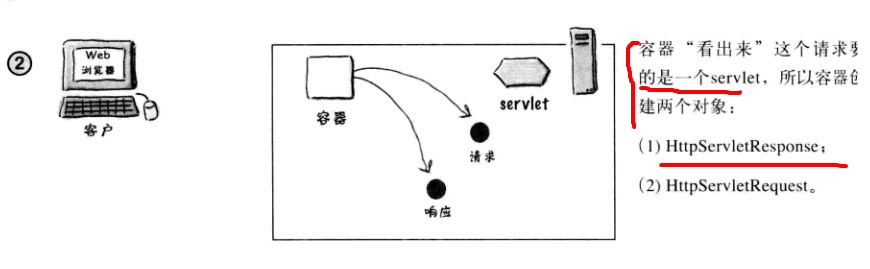 ②
Web
浏览器
客户
容器
servlet
请求
响应
容器“看出来”这个请求要
的是一个servlet，所以容器创
建两个对象：
(1) HttpServletResponse；
(2) HttpServletRequest。